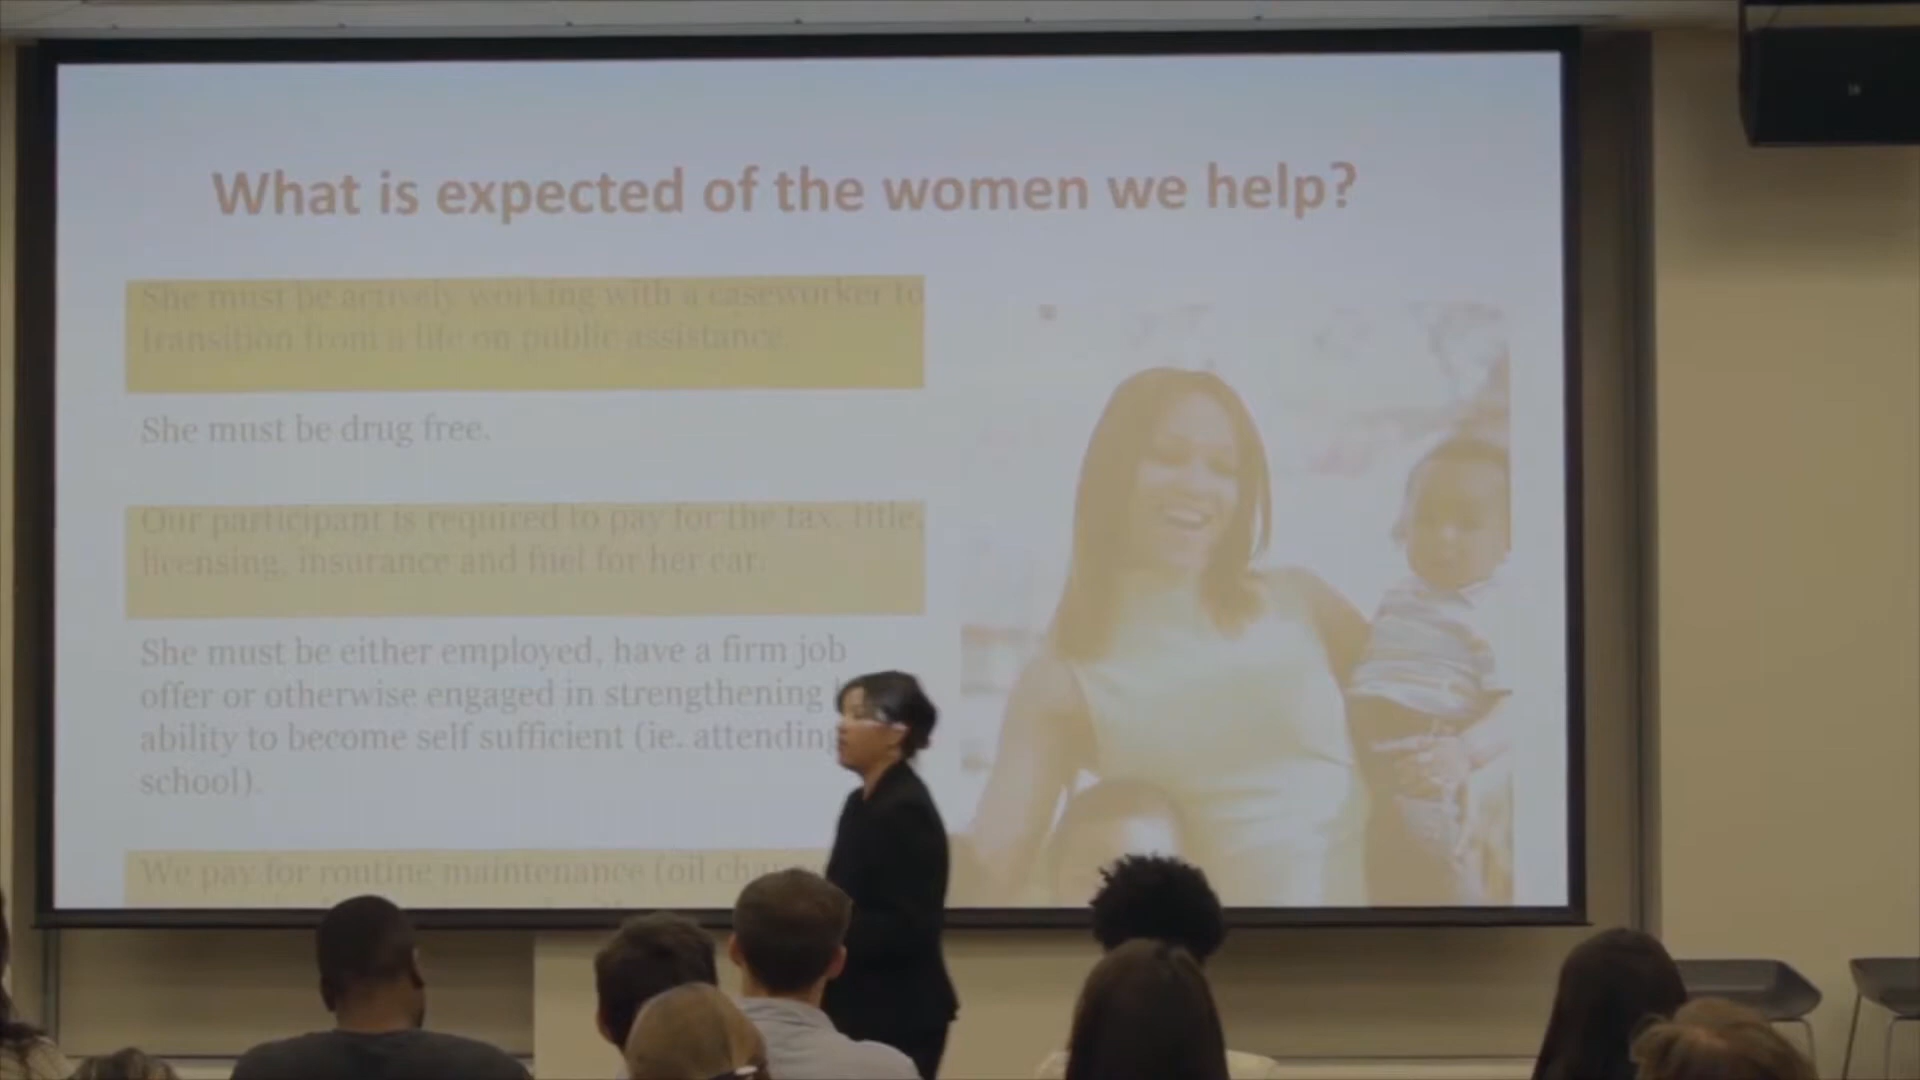 What is expected of the women we help?
She must be actively working with a caseworker to
transition from a life on public assistance.
She must be drug free.
Our participant is required to pay for the tax, title,
licensing, insurance and fuel for her car.
She must be either employed, have a firm job
offer or otherwise engaged in strengthening
ability to become self sufficient (ie. attending
school).
We pay for routine maintenance (oil